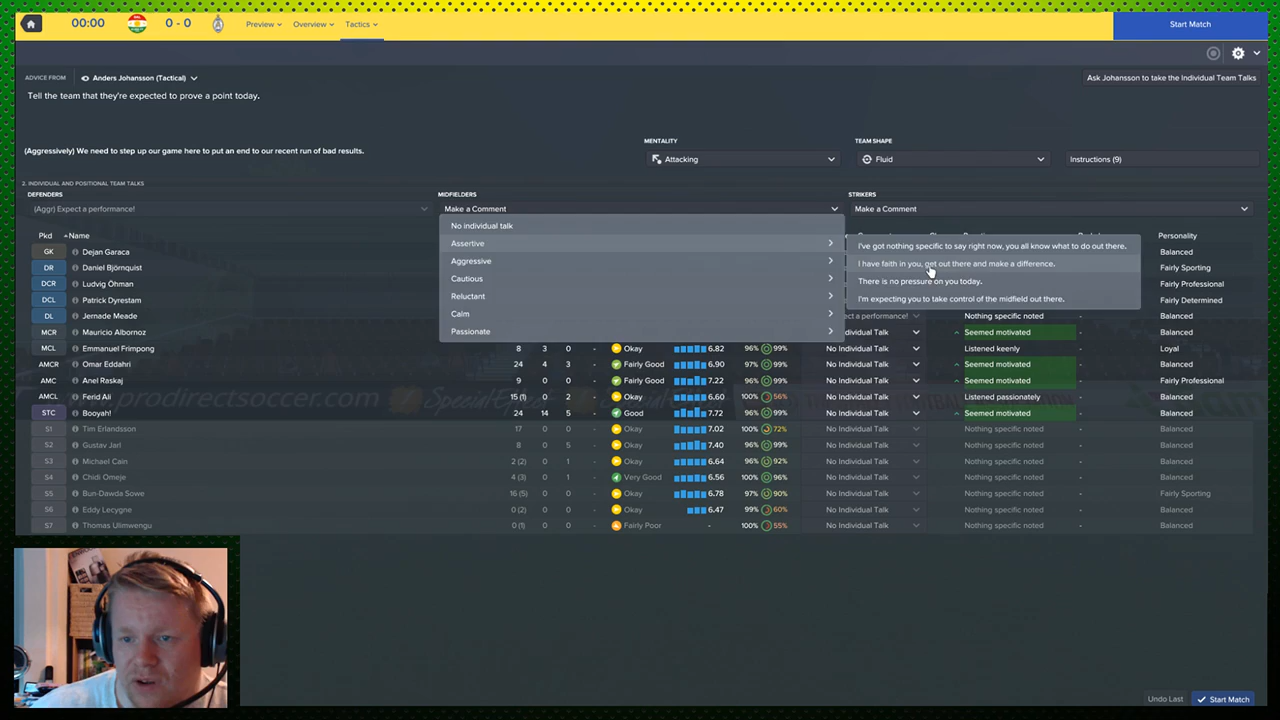 00:00 0 - 0 Preview Overview Tactics Start Match
ADVICE FROM Anders Johansson (Tactical) Ask Johansson to take the Individual Team Talks
Tell the team that they're expected to prove a point today.
MENTALITY TEAM SHAPE
(Aggressively) We need to step up our game here to put an end to our recent run of bad results. Attacking Fluid Instructions (9)
2. INDIVIDUAL AND POSITIONAL TEAM TALKS
DEFENDERS MIDFIELDERS STRIKERS
(Aggr) Expect a performance! Make a Comment Make a Comment
No individual talk
Assertive
Aggressive
Cautious
Reluctant
Calm
Passionate
I've got nothing specific to say right now, you all know what to do out there.
I have faith in you, get out there and make a difference.
There is no pressure on you today.
I'm expecting you to take control of the midfield out there.
Pkd Name Personality
GK Dejan Garaca Balanced
DR Daniel Björnquist Fairly Sporting
DCR Ludvig Öhman Fairly Professional
DCL Patrick Dyrestam Fairly Determined
DL Jernade Meade ect a performance! Nothing specific noted - Balanced
MCR Mauricio Albornoz No Individual Talk Seemed motivated - Balanced
MCL Emmanuel Frimpong 8 3 0 - Okay 6.82 96% 99% No Individual Talk Listened keenly - Loyal
AMCR Omar Eddahri 24 4 3 - Fairly Good 6.90 97% 99% No Individual Talk Seemed motivated - Balanced
AMC Anel Raskaj 9 0 0 - Fairly Good 7.22 96% 99% No Individual Talk Seemed motivated - Fairly Professional
AMCL Ferid Ali 15 (1) 0 2 - Okay 6.60 100% 56% No Individual Talk Listened passionately - Balanced
prodirectsoccer.com SpecialEffect
STC Booyah! 24 14 5 - Good 7.72 96% 99% No Individual Talk Seemed motivated - Balanced
S1 Tim Erlandsson 17 0 0 - Okay 7.02 100% 72% No Individual Talk Nothing specific noted - Balanced
S2 Gustav Jarl 8 0 5 - Okay 7.40 96% 99% No Individual Talk Nothing specific noted - Balanced
S3 Michael Cain 2 (2) 0 1 - Okay 6.64 96% 92% No Individual Talk Nothing specific noted - Balanced
S4 Chidi Omeje 4 (3) 0 1 - Very Good 6.56 100% 96% No Individual Talk Nothing specific noted - Balanced
S5 Bun-Dawda Sowe 16 (5) 0 0 - Okay 6.78 97% 90% No Individual Talk Nothing specific noted - Fairly Sporting
S6 Eddy Lecygne 0 (2) 0 0 - Okay 6.47 99% 60% No Individual Talk Nothing specific noted - Balanced
S7 Thomas Ulimwengu 0 (1) 0 0 Fairly Poor - 100% 55% No Individual Talk Nothing specific noted - Balanced
Undo Last Start Match